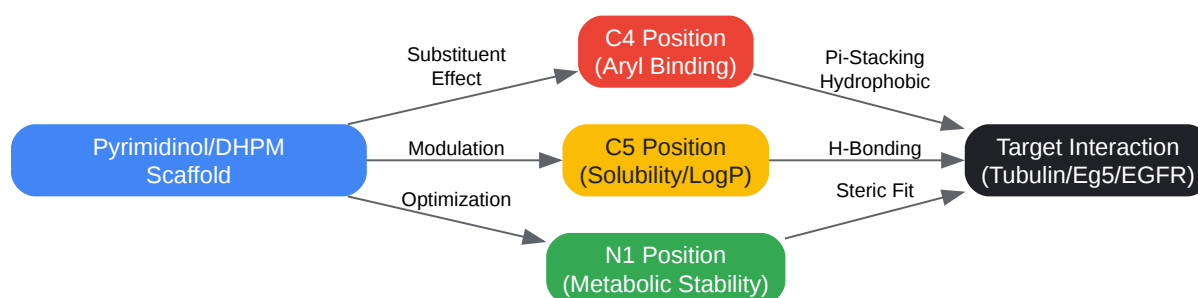 C4 Position
(Aryl Binding)
Substituent
Effect
Pi-Stacking
Hydrophobic
Pyrimidinol/DHPM
Scaffold
Modulation
C5 Position
(Solubility/LogP)
H-Bonding
Target Interaction
(Tubulin/Eg5/EGFR)
Optimization
Steric Fit
N1 Position
(Metabolic Stability)